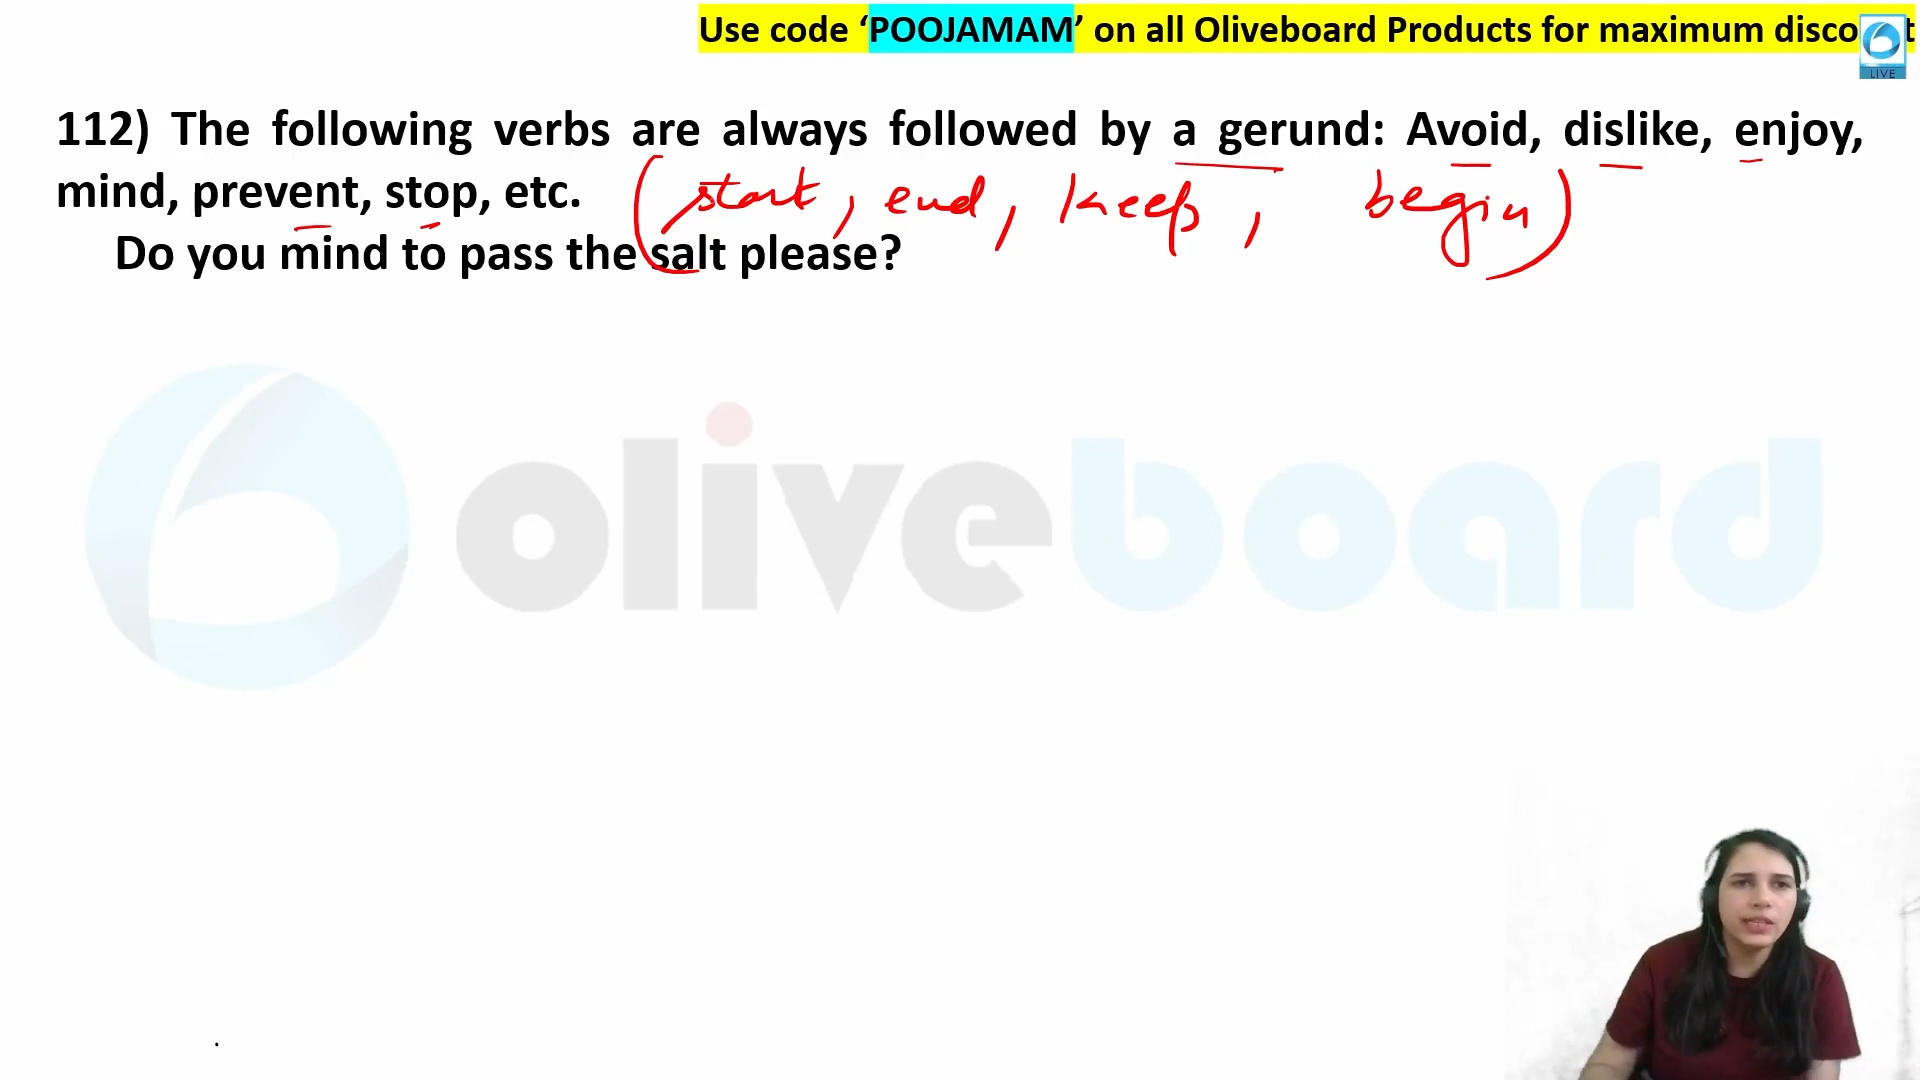 Use code ‘POOJAMAM’ on all Oliveboard Products for maximum disco t
LIVE
112) The following verbs are always followed by a gerund: Avoid, dislike, enjoy,
mind, prevent, stop, etc. (start, end, keep, begin)
Do you mind to pass the salt please?
oliveboard